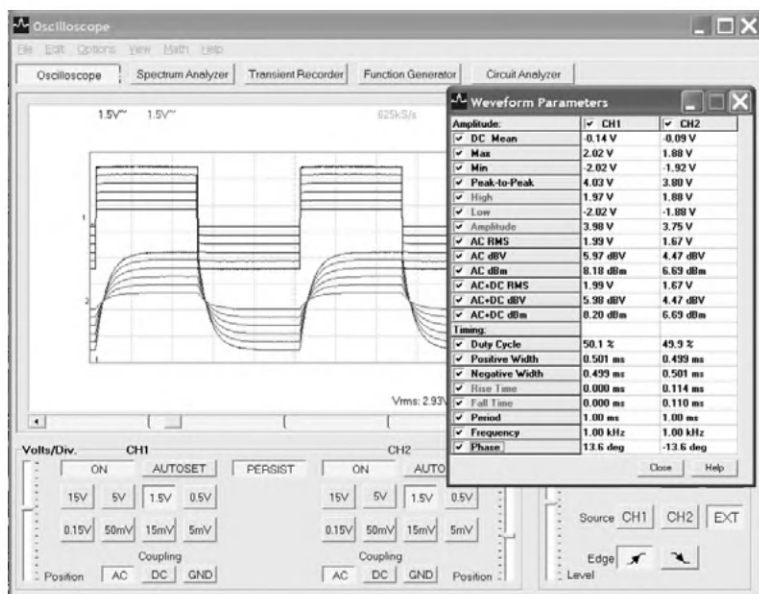 Oscilloscope
File Edit Options View Math Help
Oscilloscope Spectrum Analyzer Transient Recorder Function Generator Circuit Analyzer
1.5V~ 1.5V~ 625kS/s
1
2
Vrms: 2.93V
Waveform Parameters
Amplitude: CH1 CH2
DC Mean -0.14 V -0.09 V
Max 2.02 V 1.88 V
Min -2.02 V -1.92 V
Peak-to-Peak 4.03 V 3.80 V
High 1.97 V 1.88 V
Low -2.02 V -1.88 V
Amplitude 3.98 V 3.75 V
AC RMS 1.99 V 1.67 V
AC dBV 5.97 dBV 4.47 dBV
AC dBm 8.18 dBm 6.69 dBm
AC+DC RMS 1.99 V 1.67 V
AC+DC dBV 5.98 dBV 4.47 dBV
AC+DC dBm 8.20 dBm 6.69 dBm
Timing:
Duty Cycle 50.1 % 49.9 %
Positive Width 0.501 ms 0.499 ms
Negative Width 0.499 ms 0.501 ms
Rise Time 0.000 ms 0.114 ms
Fall Time 0.000 ms 0.110 ms
Period 1.00 ms 1.00 ms
Frequency 1.00 kHz 1.00 kHz
Phase 13.6 deg -13.6 deg
Close Help
Volts/Div. CH1 CH2
ON AUTOSET PERSIST ON AUTO
15V 5V 1.5V 0.5V 15V 5V 1.5V 0.5V
0.15V 50mV 15mV 5mV 0.15V 50mV 15mV 5mV
Coupling Coupling
Position AC DC GND AC DC GND Position
Source CH1 CH2 EXT
Edge
Level